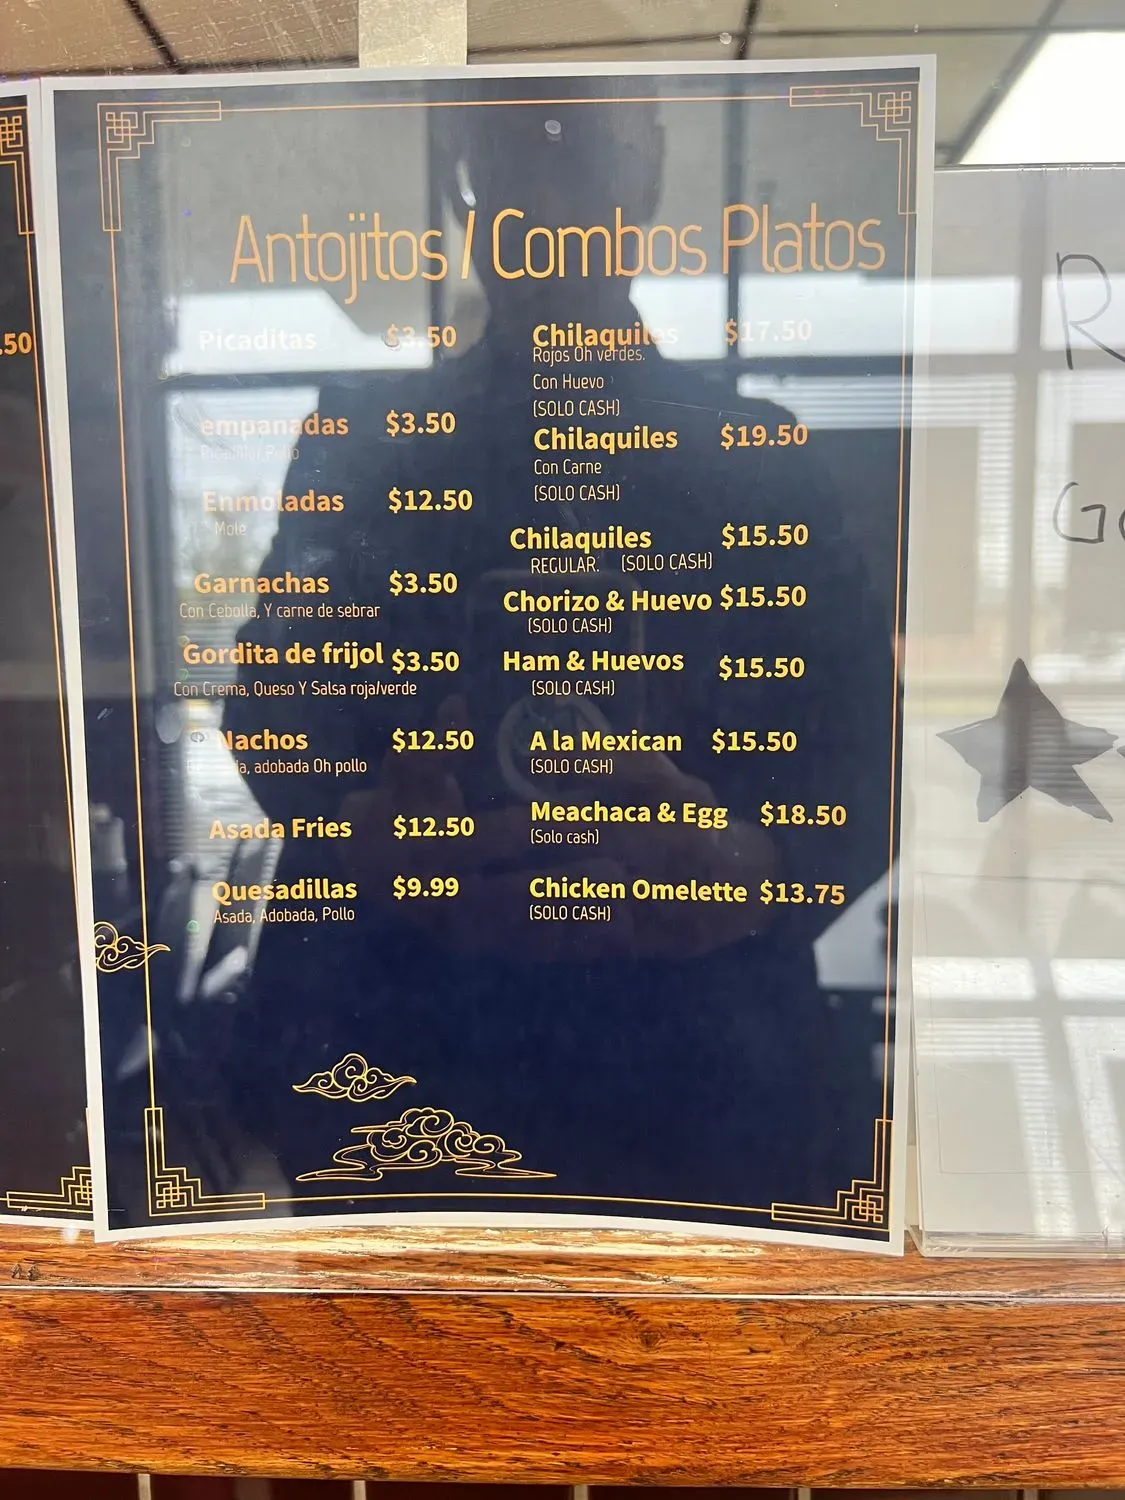 Antojitos / Combos Platos
Picaditas $3.50
empanadas $3.50
Picadillo, Pollo
Enmoladas $12.50
Mole
Garnachas $3.50
Con Cebolla, Y carne de sebrar
Gordita de frijol $3.50
Con Crema, Queso Y Salsa roja/verde
Nachos $12.50
adobada Oh pollo
Asada Fries $12.50
Quesadillas $9.99
Asada, Adobada, Pollo
Chilaquiles $17.50
Rojos Oh verdes.
Con Huevo
(SOLO CASH)
Chilaquiles $19.50
Con Carne
(SOLO CASH)
Chilaquiles $15.50
REGULAR. (SOLO CASH)
Chorizo & Huevo $15.50
(SOLO CASH)
Ham & Huevos $15.50
(SOLO CASH)
A la Mexican $15.50
(SOLO CASH)
Meachaca & Egg $18.50
(Solo cash)
Chicken Omelette $13.75
(SOLO CASH)
.50